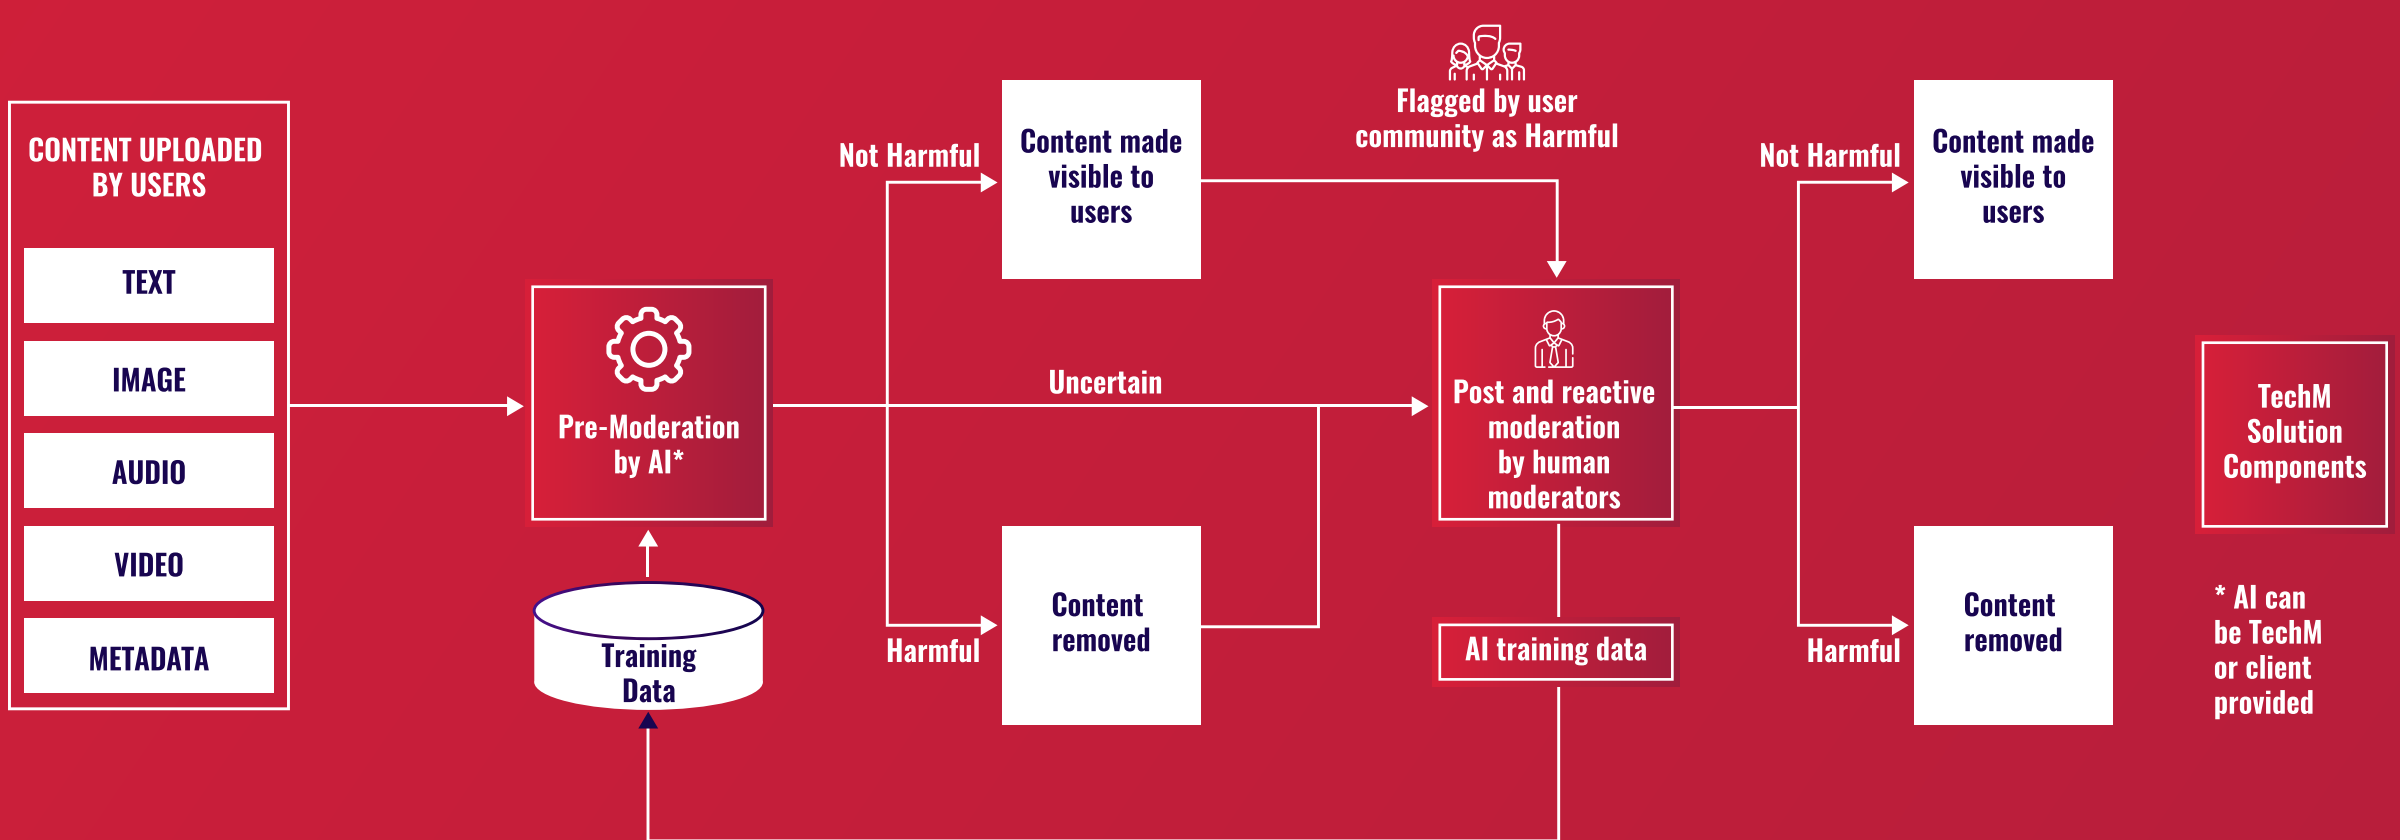 CONTENT UPLOADED
BY USERS
TEXT
IMAGE
AUDIO
VIDEO
METADATA
Pre-Moderation
by AI*
Training
Data
Not Harmful
Content made
visible to
users
Uncertain
Harmful
Content
removed
Flagged by user
community as Harmful
Post and reactive
moderation
by human
moderators
AI training data
Not Harmful
Content made
visible to
users
Harmful
Content
removed
TechM
Solution
Components
* AI can
be TechM
or client
provided